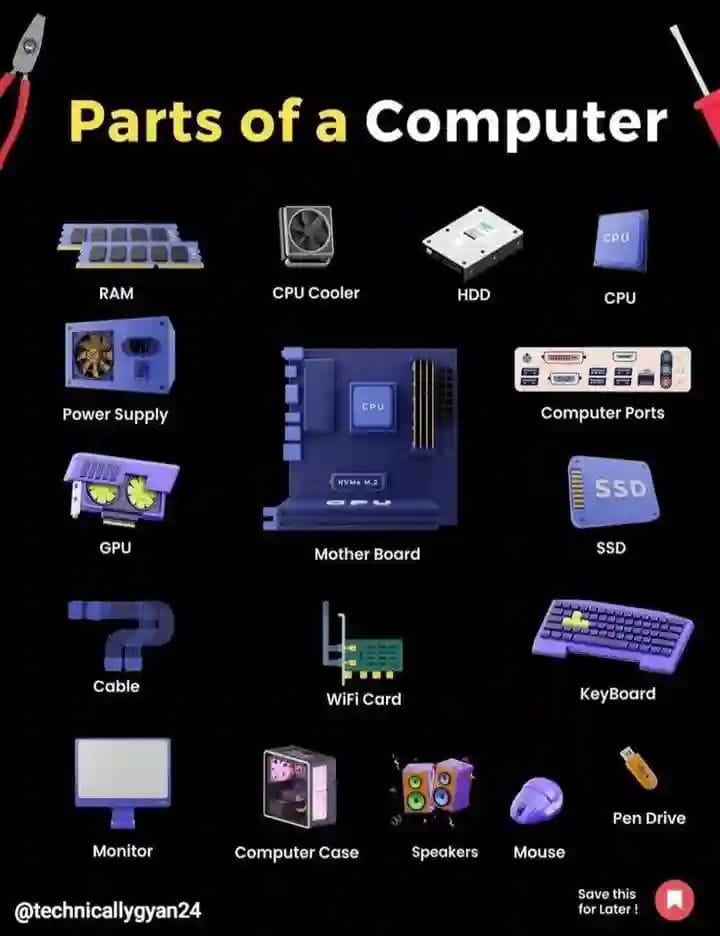 Parts of a Computer
RAM
CPU Cooler
HDD
CPU
CPU
Power Supply
CPU
NVMe M.2
GPU
Mother Board
Computer Ports
GPU
SSD
SSD
Cable
WiFi Card
KeyBoard
Monitor
Computer Case
Speakers
Mouse
Pen Drive
@technicallygyan24
Save this
for Later !